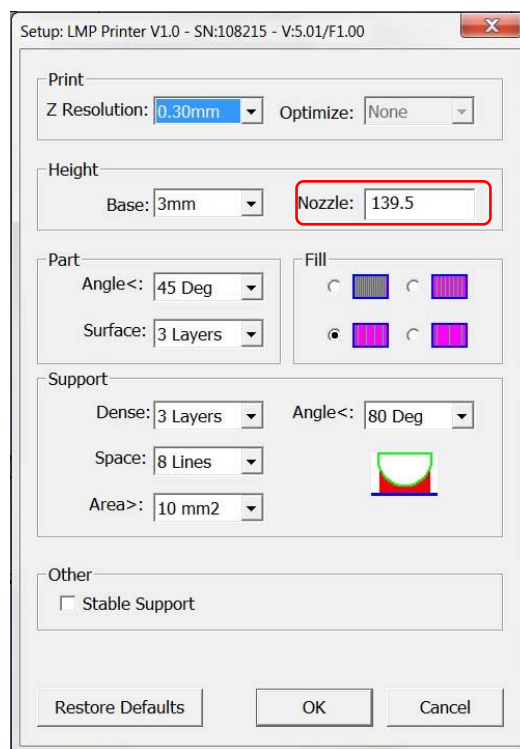 Setup: LMP Printer V1.0 - SN:108215 - V:5.01/F1.00
Print
Z Resolution: 0.30mm Optimize: None
Height
Base: 3mm Nozzle: 139.5
Part
Angle<: 45 Deg
Surface: 3 Layers
Fill
Support
Dense: 3 Layers Angle<: 80 Deg
Space: 8 Lines
Area>: 10 mm2
Other
Stable Support
Restore Defaults OK Cancel